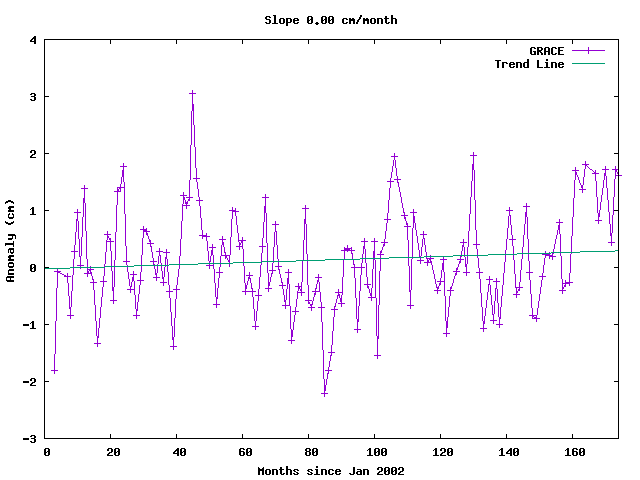 Slope 0.00 cm/month
GRACE
Trend Line
4
3
2
1
0
-1
-2
-3
Anomaly (cm)
0 20 40 60 80 100 120 140 160
Months since Jan 2002